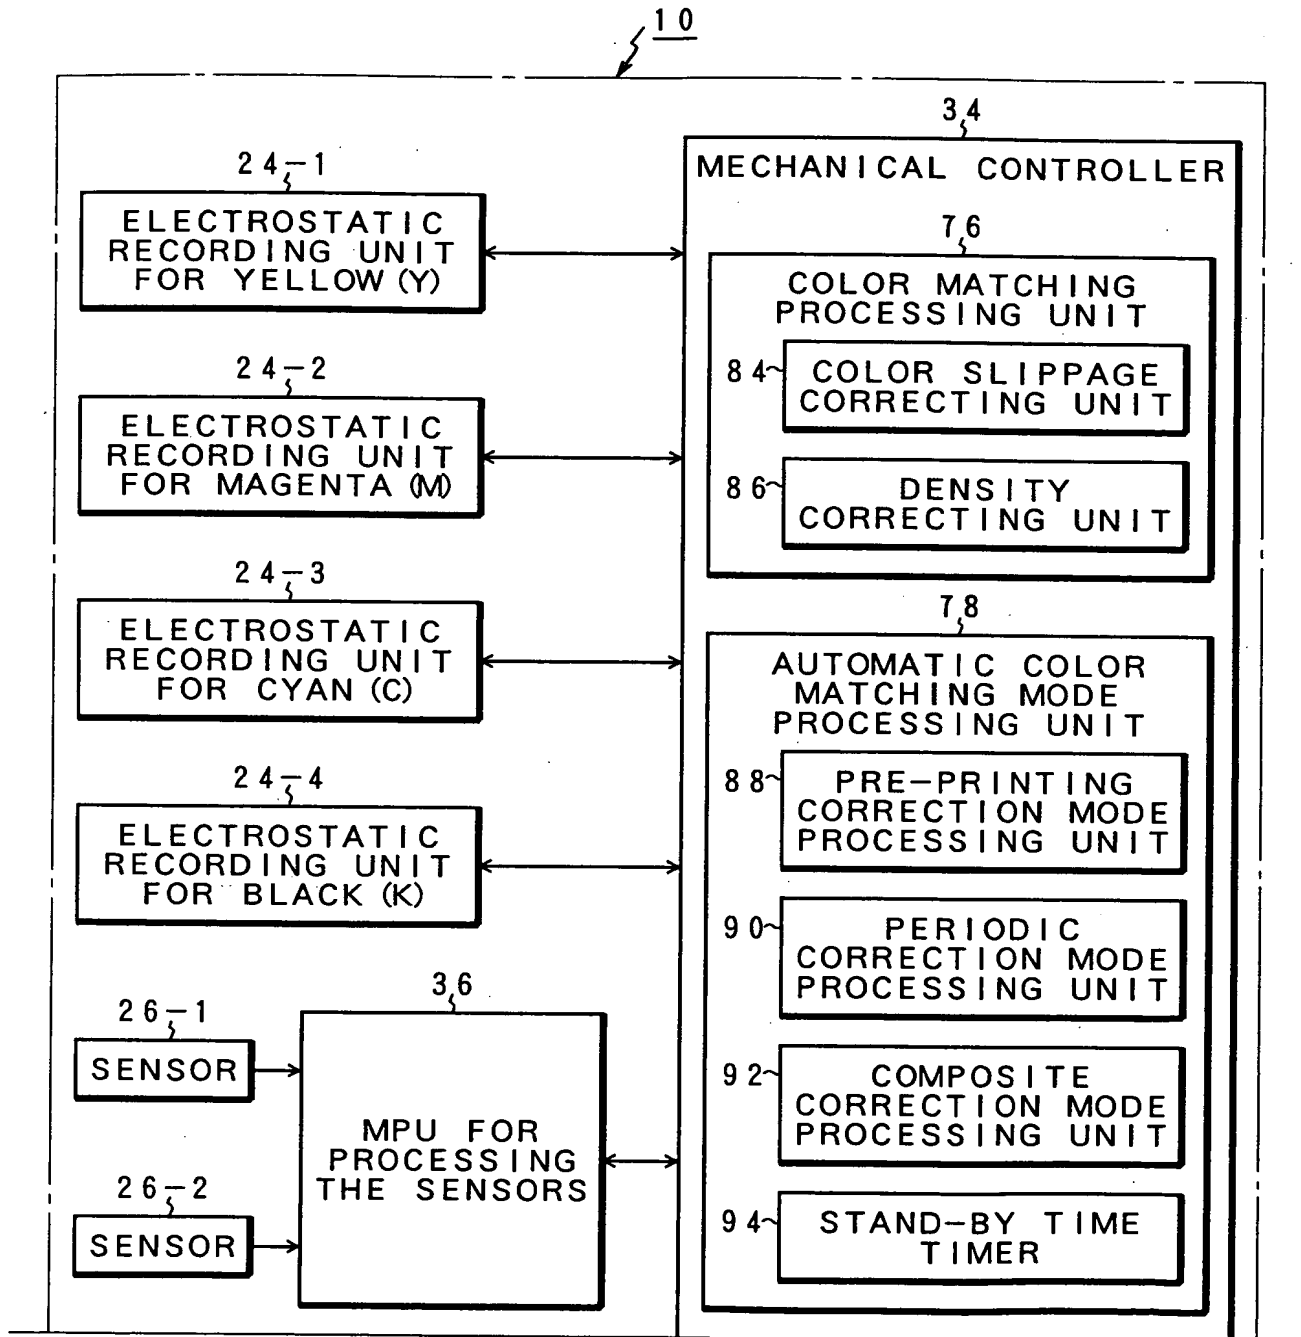 10
34
MECHANICAL CONTROLLER
24-1
ELECTROSTATIC
RECORDING UNIT
FOR YELLOW (Y)
24-2
ELECTROSTATIC
RECORDING UNIT
FOR MAGENTA (M)
24-3
ELECTROSTATIC
RECORDING UNIT
FOR CYAN (C)
24-4
ELECTROSTATIC
RECORDING UNIT
FOR BLACK (K)
26-1
SENSOR
26-2
SENSOR
36
MPU FOR
PROCESSING
THE SENSORS
76
COLOR MATCHING
PROCESSING UNIT
84
COLOR SLIPPAGE
CORRECTING UNIT
86
DENSITY
CORRECTING UNIT
78
AUTOMATIC COLOR
MATCHING MODE
PROCESSING UNIT
88
PRE-PRINTING
CORRECTION MODE
PROCESSING UNIT
90
PERIODIC
CORRECTION MODE
PROCESSING UNIT
92
COMPOSITE
CORRECTION MODE
PROCESSING UNIT
94
STAND-BY TIME
TIMER